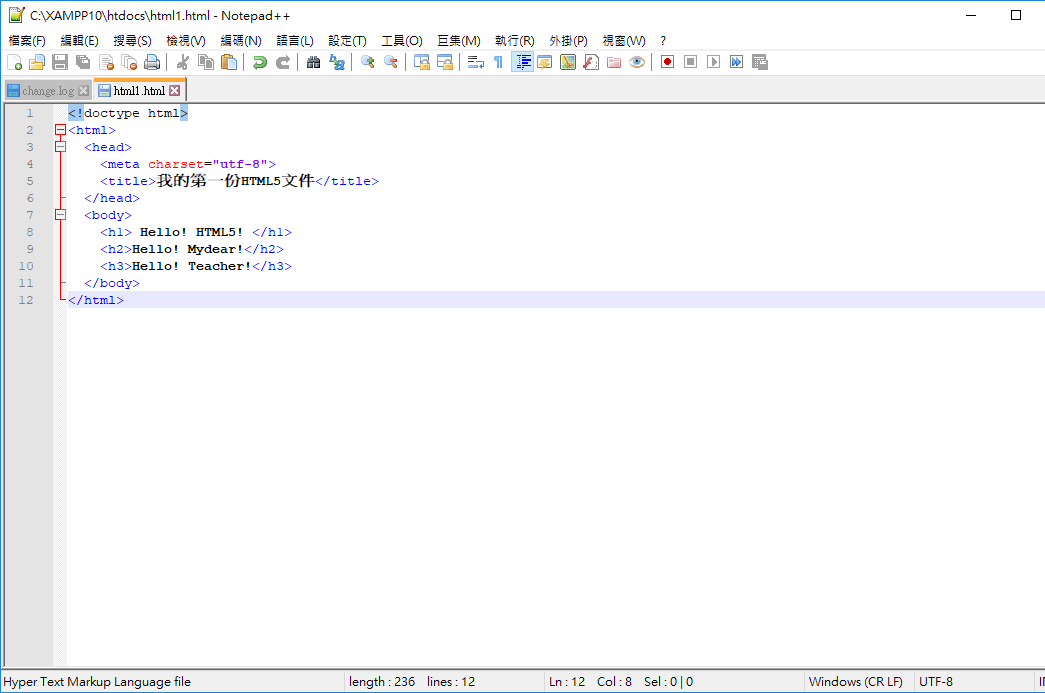 C:\XAMPP10\htdocs\html1.html - Notepad++
檔案(F) 編輯(E) 搜尋(S) 檢視(V) 編碼(N) 語言(L) 設定(T) 工具(O) 巨集(M) 執行(R) 外掛(P) 視窗(W) ?
change.log html1.html
1 <!doctype html>
2 <html>
3 <head>
4 <meta charset="utf-8">
5 <title>我的第一份HTML5文件</title>
6 </head>
7 <body>
8 <h1> Hello! HTML5! </h1>
9 <h2>Hello! Mydear!</h2>
10 <h3>Hello! Teacher!</h3>
11 </body>
12 </html>
Hyper Text Markup Language file length : 236 lines : 12 Ln : 12 Col : 8 Sel : 0 | 0 Windows (CR LF) UTF-8